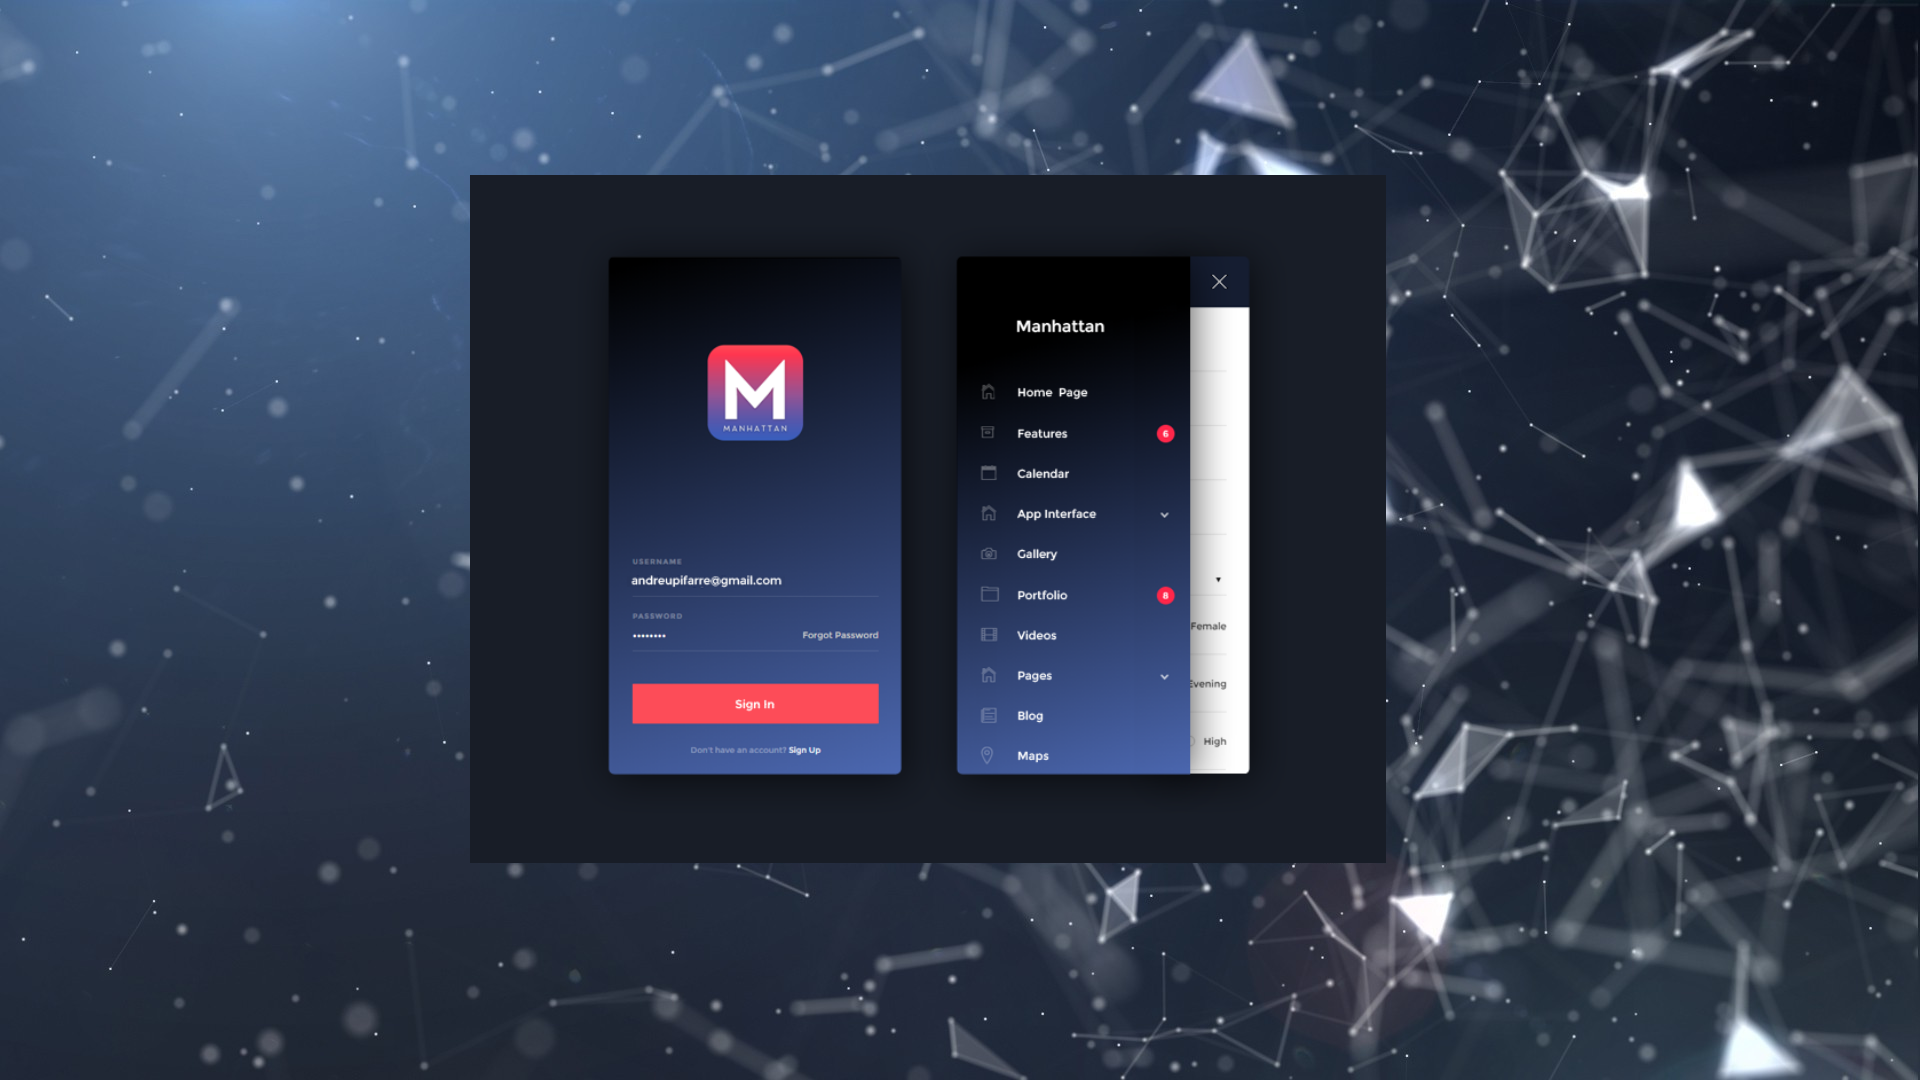 M
MANHATTAN
USERNAME
andreupifarre@gmail.com
PASSWORD
••••••••
Forgot Password
Sign In
Don't have an account? Sign Up
Manhattan
Home Page
Features 6
Calendar
App Interface
Gallery
Portfolio 8
Videos
Pages
Blog
Maps
Female
Evening
High